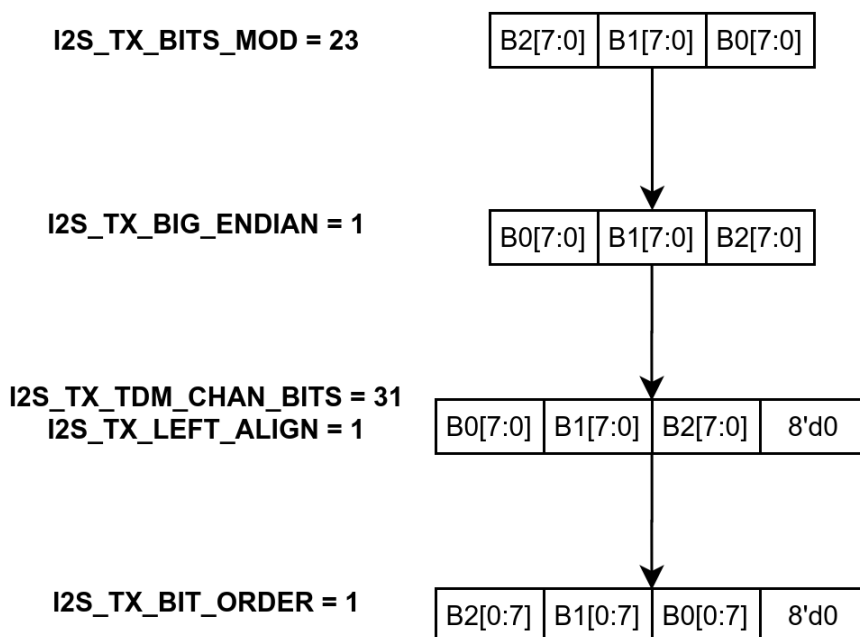 I2S_TX_BITS_MOD = 23 B2[7:0] B1[7:0] B0[7:0]
I2S_TX_BIG_ENDIAN = 1 B0[7:0] B1[7:0] B2[7:0]
I2S_TX_TDM_CHAN_BITS = 31
I2S_TX_LEFT_ALIGN = 1 B0[7:0] B1[7:0] B2[7:0] 8'd0
I2S_TX_BIT_ORDER = 1 B2[0:7] B1[0:7] B0[0:7] 8'd0